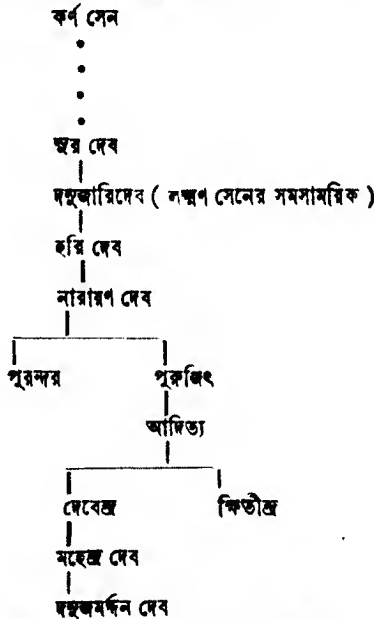 কর্ণ সেন
সুর দেব
দনুজারিদেব ( লক্ষ্মণ সেনের সমসাময়িক )
হরি দেব
নারায়ণ দেব
পুরন্দর পুরুজিৎ
আদিত্য
দেবেন্দ্র ক্ষিতীন্দ্র
মহেন্দ্র দেব
দনুজমর্দ্দন দেব